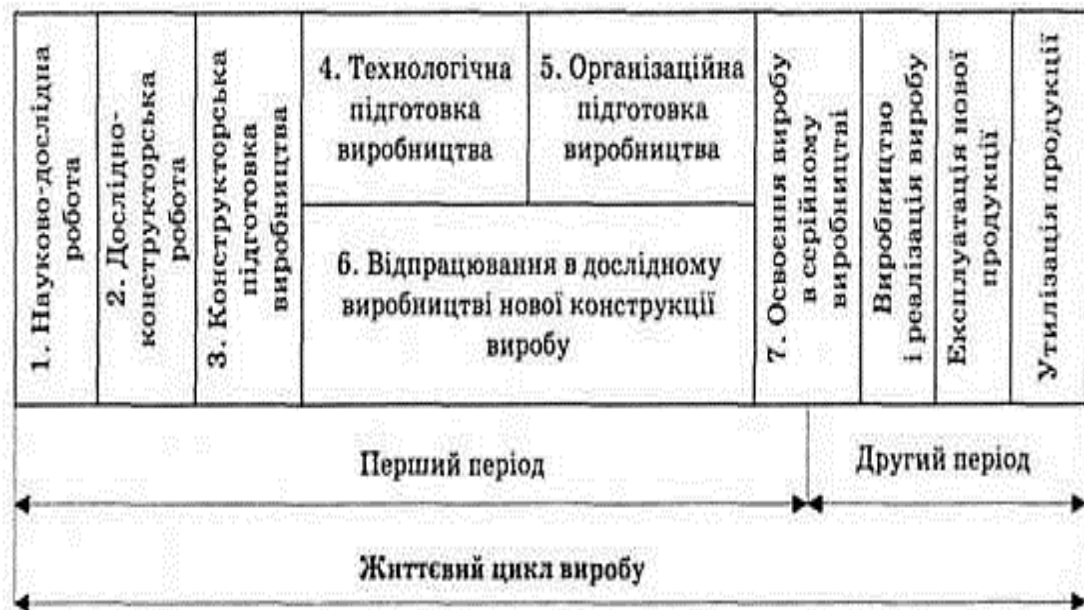 1. Науково-дослідна
робота
2. Дослідно-
конструкторська
робота
3. Конструкторська
підготовка
виробництва
4. Технологічна
підготовка
виробництва
5. Організаційна
підготовка
виробництва
6. Відпрацювання в дослідному
виробництві нової конструкції
виробу
7. Освоєння виробу
в серійному
виробництві
Виробництво
і реалізація виробу
Експлуатація нової
продукції
Утилізація продукції
Перший період
Другий період
Життєвий цикл виробу